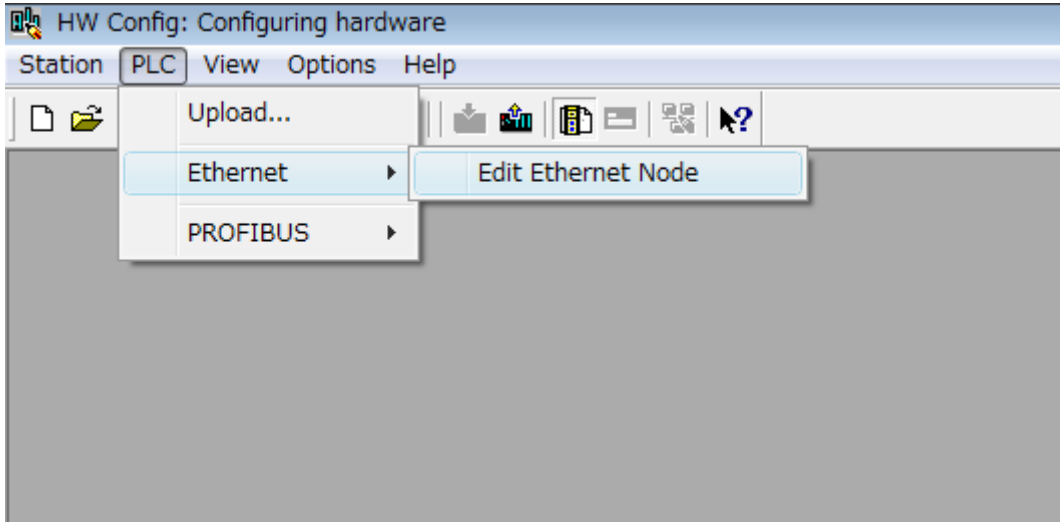 HW Config: Configuring hardware
Station PLC View Options Help
Upload...
Ethernet Edit Ethernet Node
PROFIBUS